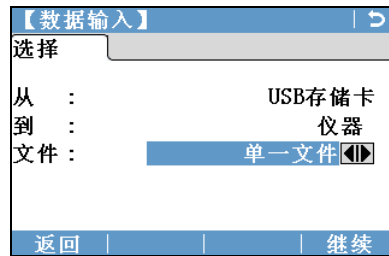 【数据输入】
选择
从 : USB存储卡
到 : 仪器
文件 : 单一文件
返回 继续